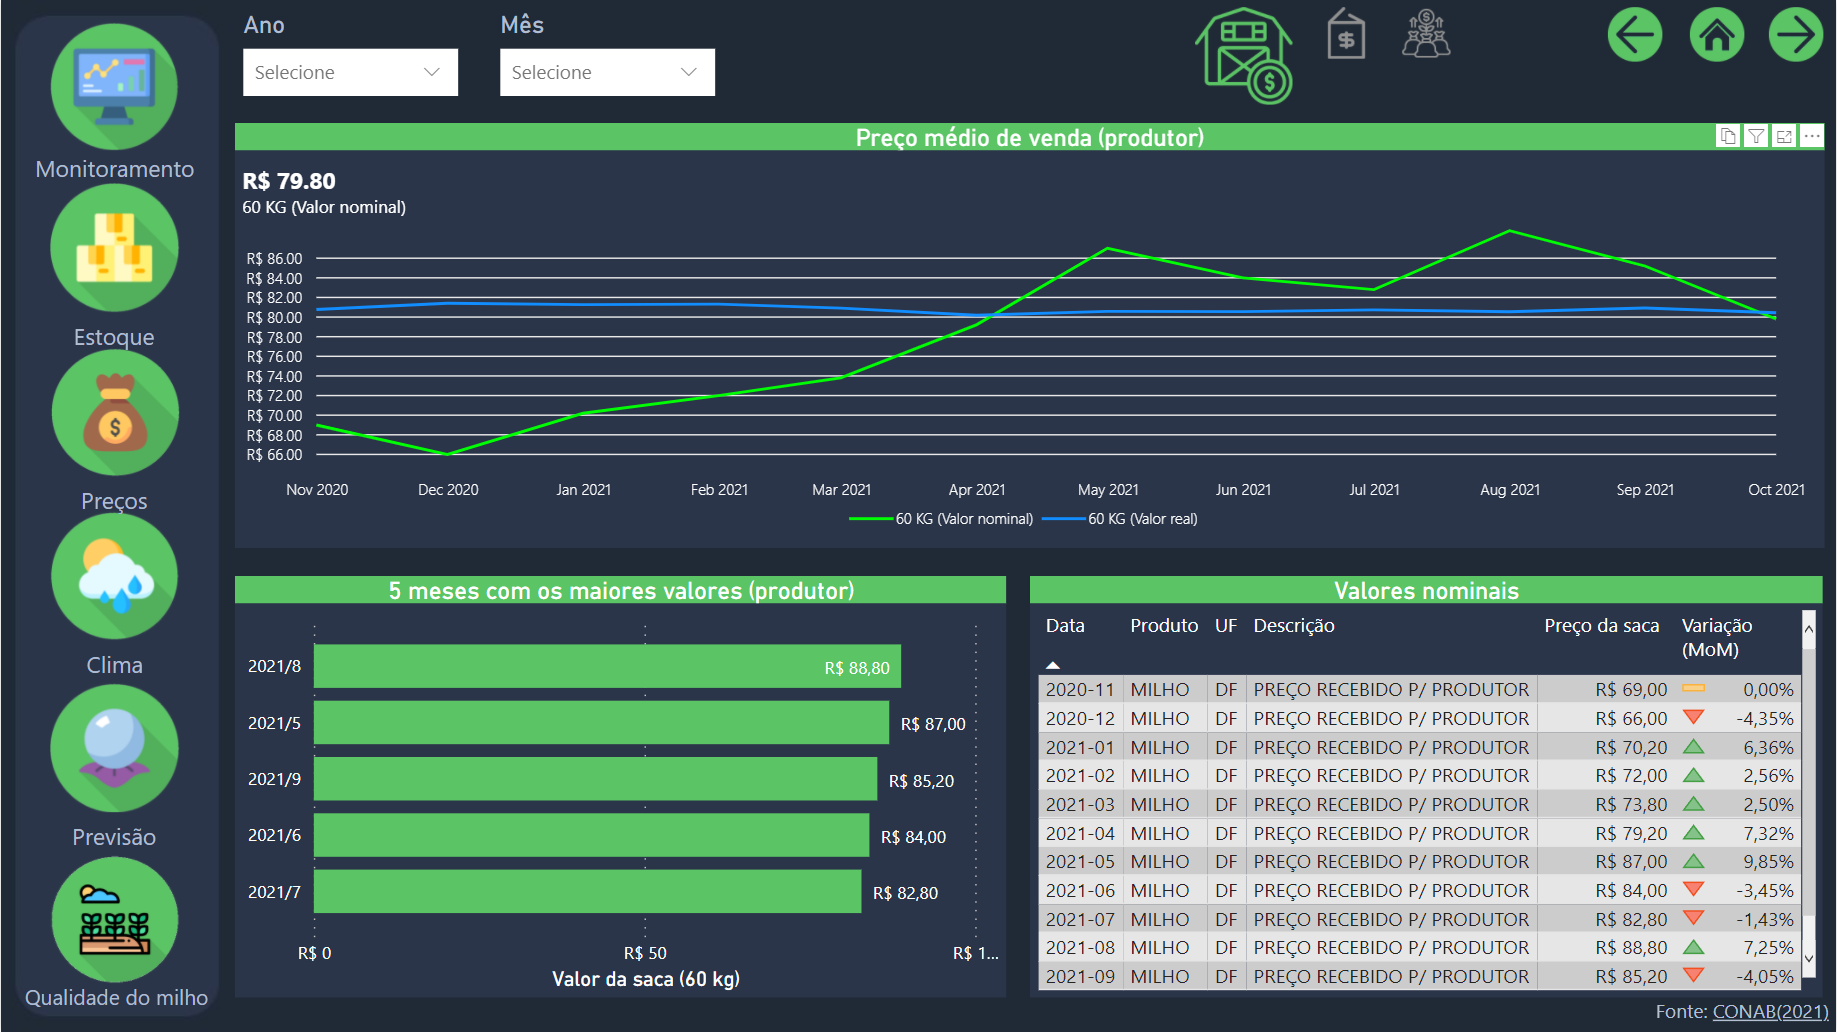 Ano
Mês
Selecione
Selecione
Monitoramento
Estoque
Preços
Clima
Previsão
Qualidade do milho
Preço médio de venda (produtor)
R$ 79.80
60 KG (Valor nominal)
R$ 86.00
R$ 84.00
R$ 82.00
R$ 80.00
R$ 78.00
R$ 76.00
R$ 74.00
R$ 72.00
R$ 70.00
R$ 68.00
R$ 66.00
Nov 2020 Dec 2020 Jan 2021 Feb 2021 Mar 2021 Apr 2021 May 2021 Jun 2021 Jul 2021 Aug 2021 Sep 2021 Oct 2021
60 KG (Valor nominal) 60 KG (Valor real)
5 meses com os maiores valores (produtor)
2021/8 R$ 88,80
2021/5 R$ 87,00
2021/9 R$ 85,20
2021/6 R$ 84,00
2021/7 R$ 82,80
R$ 0 R$ 50 R$ 1...
Valor da saca (60 kg)
Valores nominais
Data Produto UF Descrição Preço da saca Variação
(MoM)
2020-11 MILHO DF PREÇO RECEBIDO P/ PRODUTOR R$ 69,00 0,00%
2020-12 MILHO DF PREÇO RECEBIDO P/ PRODUTOR R$ 66,00 -4,35%
2021-01 MILHO DF PREÇO RECEBIDO P/ PRODUTOR R$ 70,20 6,36%
2021-02 MILHO DF PREÇO RECEBIDO P/ PRODUTOR R$ 72,00 2,56%
2021-03 MILHO DF PREÇO RECEBIDO P/ PRODUTOR R$ 73,80 2,50%
2021-04 MILHO DF PREÇO RECEBIDO P/ PRODUTOR R$ 79,20 7,32%
2021-05 MILHO DF PREÇO RECEBIDO P/ PRODUTOR R$ 87,00 9,85%
2021-06 MILHO DF PREÇO RECEBIDO P/ PRODUTOR R$ 84,00 -3,45%
2021-07 MILHO DF PREÇO RECEBIDO P/ PRODUTOR R$ 82,80 -1,43%
2021-08 MILHO DF PREÇO RECEBIDO P/ PRODUTOR R$ 88,80 7,25%
2021-09 MILHO DF PREÇO RECEBIDO P/ PRODUTOR R$ 85,20 -4,05%
Fonte: CONAB(2021)